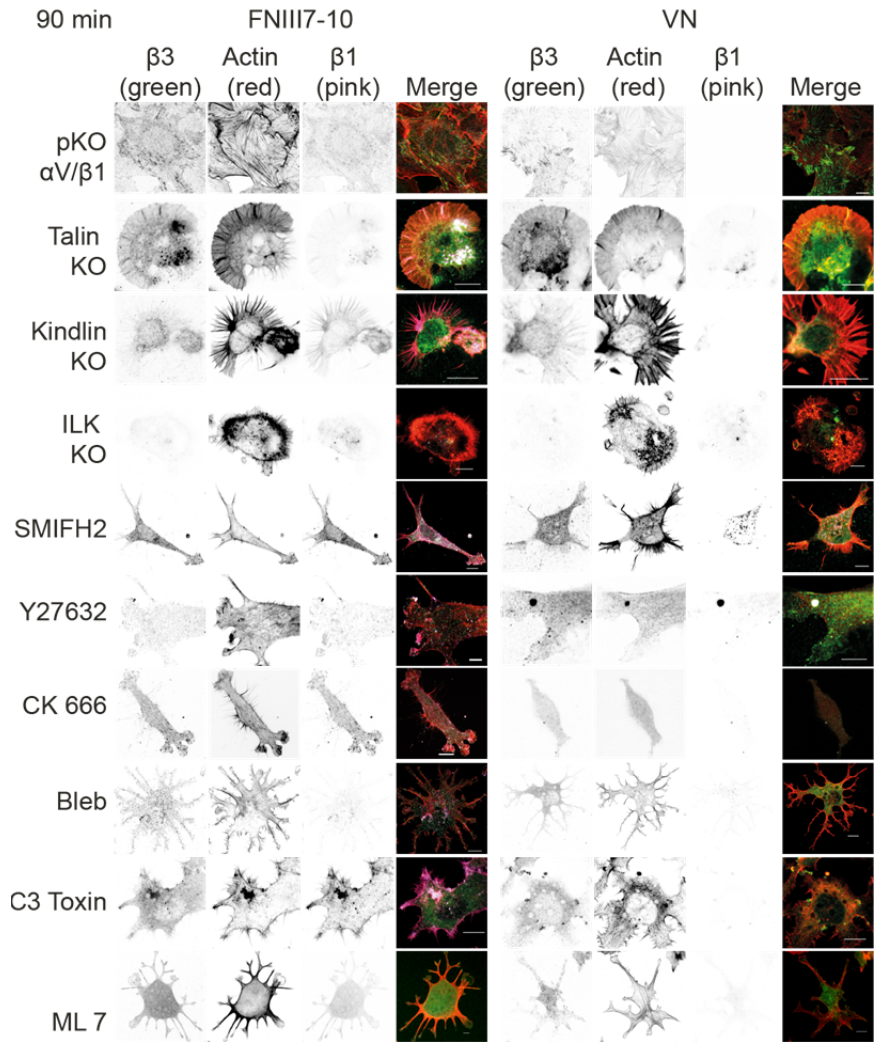 90 min FNIII7-10 VN
β3 Actin β1 β3 Actin β1
(green) (red) (pink) Merge (green) (red) (pink) Merge
pKO
αV/β1
Talin
KO
Kindlin
KO
ILK
KO
SMIFH2
Y27632
CK 666
Bleb
C3 Toxin
ML 7